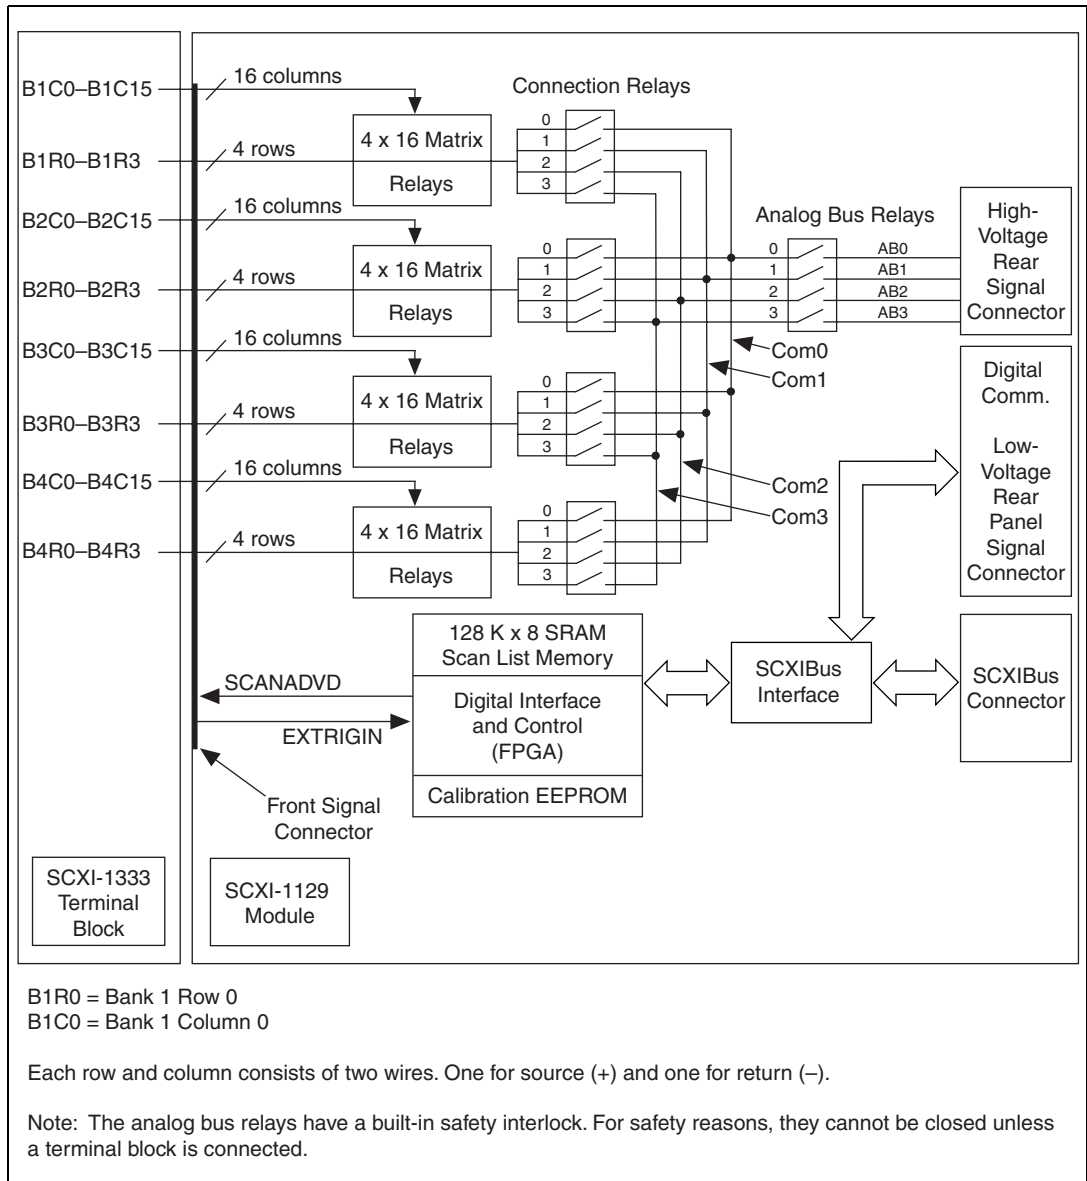 B1C0–B1C15
16 columns
Connection Relays
4 x 16 Matrix
Relays
0
1
2
3
B1R0–B1R3
4 rows
B2C0–B2C15
16 columns
Analog Bus Relays
High-
Voltage
Rear
Signal
Connector
4 x 16 Matrix
Relays
0
1
2
3
0
1
2
3
AB0
AB1
AB2
AB3
B2R0–B2R3
4 rows
B3C0–B3C15
16 columns
Com0
Com1
4 x 16 Matrix
Relays
0
1
2
3
B3R0–B3R3
4 rows
Digital
Comm.
Low-
Voltage
Rear
Panel
Signal
Connector
B4C0–B4C15
16 columns
Com2
Com3
4 x 16 Matrix
Relays
0
1
2
3
B4R0–B4R3
4 rows
128 K x 8 SRAM
Scan List Memory
SCANADVD
EXTRIGIN
Digital Interface
and Control
(FPGA)
Calibration EEPROM
SCXIBus
Interface
SCXIBus
Connector
Front Signal
Connector
SCXI-1333
Terminal
Block
SCXI-1129
Module
B1R0 = Bank 1 Row 0
B1C0 = Bank 1 Column 0
Each row and column consists of two wires. One for source (+) and one for return (–).
Note: The analog bus relays have a built-in safety interlock. For safety reasons, they cannot be closed unless
a terminal block is connected.